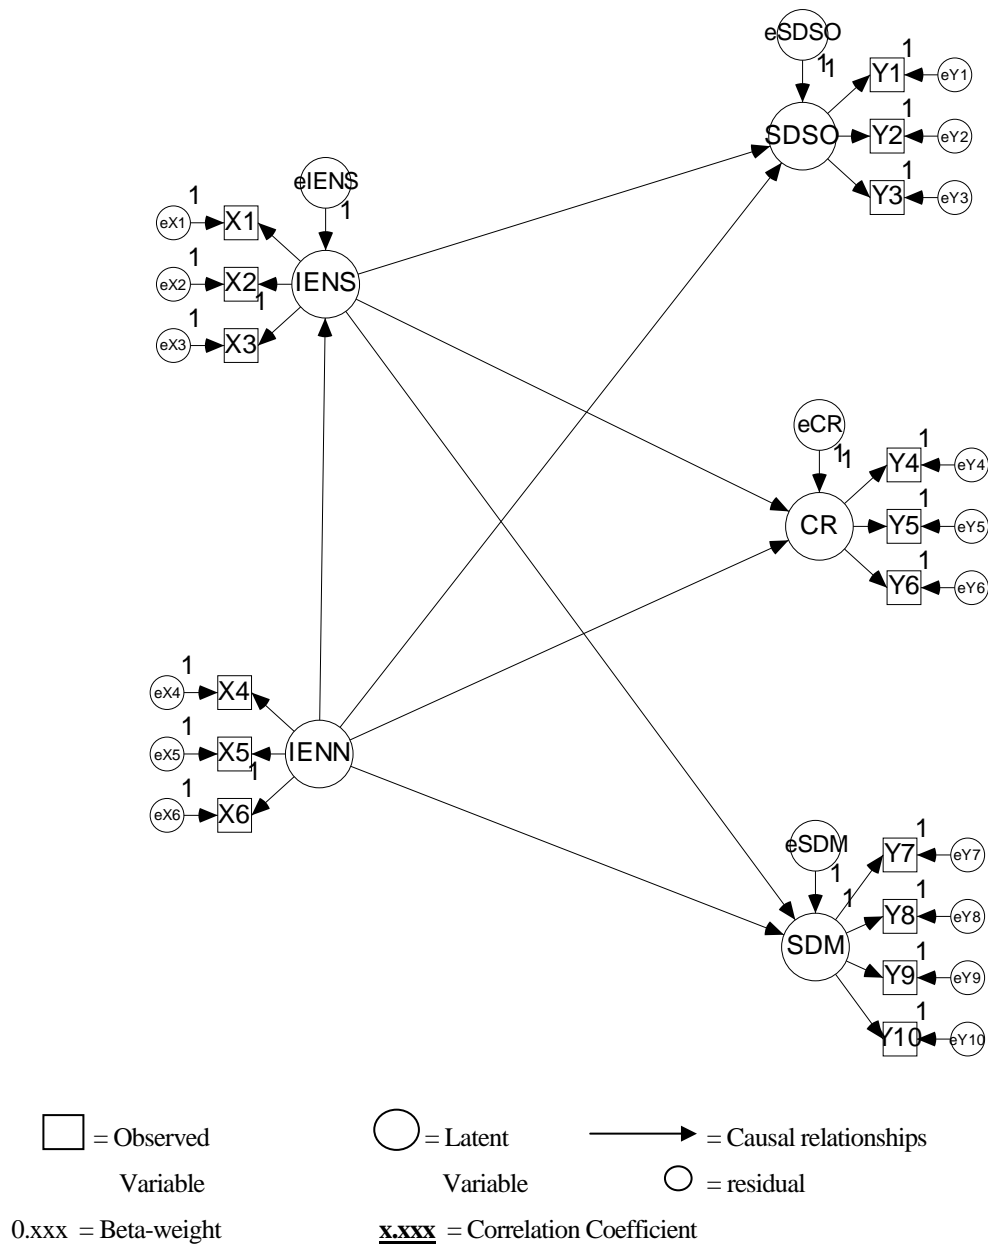 eSDSO
1
1
1
Y1
eY1
SDSO
1
Y2
eY2
1
Y3
eY3
eIENS
1
1
eX1
X1
IENS
1
eX2
X2
1
1
eX3
X3
eCR
1
1
1
Y4
eY4
CR
1
Y5
eY5
1
Y6
eY6
1
eX4
X4
IENN
1
eX5
X5
1
1
eX6
X6
eSDM
1
1
1
Y7
eY7
SDM
1
Y8
eY8
1
Y9
eY9
1
Y10
eY10
= Observed Variable
= Latent Variable
= Causal relationships
= residual
0.xxx = Beta-weight
x.xxx = Correlation Coefficient